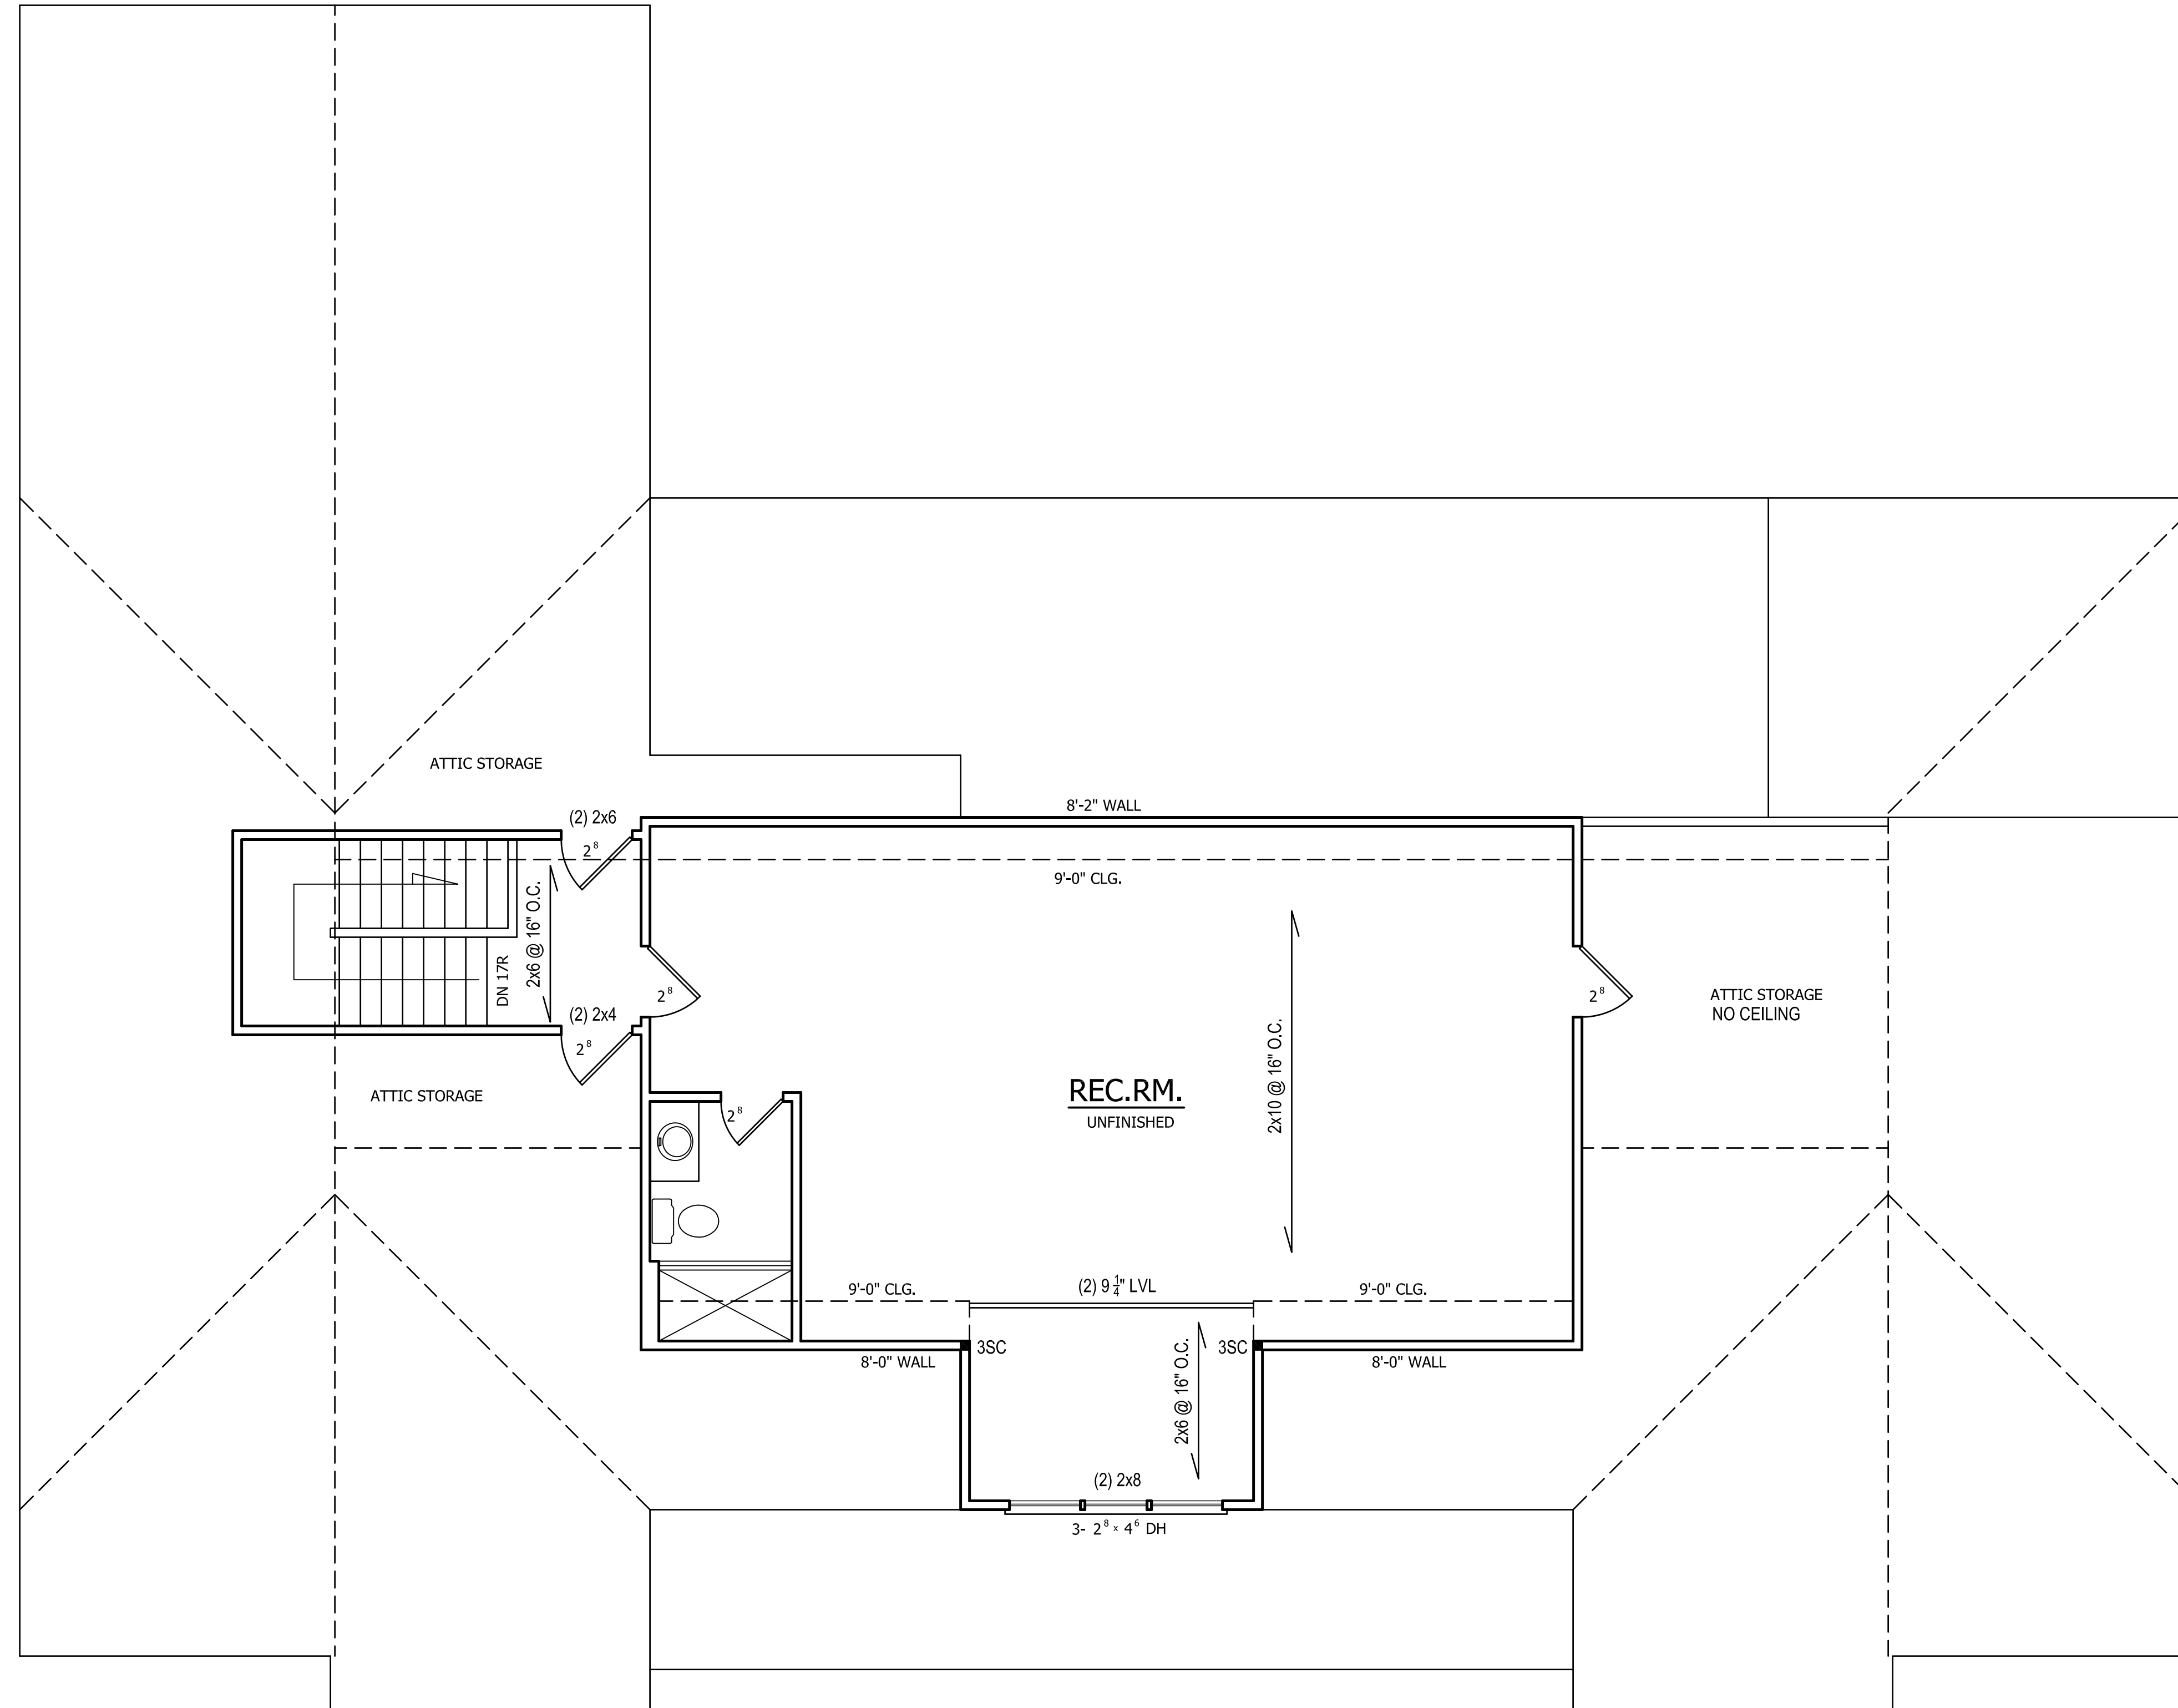 ATTIC STORAGE
8'-2" WALL
(2) 2x6
2⁸
9'-0" CLG.
2x6 @ 16" O.C.
DN 17R
2⁸
2⁸
ATTIC STORAGE
NO CEILING
(2) 2x4
2⁸
ATTIC STORAGE
REC.RM.
UNFINISHED
2x10 @ 16" O.C.
2⁸
9'-0" CLG.
(2) 9 1/4" LVL
9'-0" CLG.
3SC
3SC
8'-0" WALL
8'-0" WALL
2x6 @ 16" O.C.
(2) 2x8
3- 2⁸ x 4⁶ DH